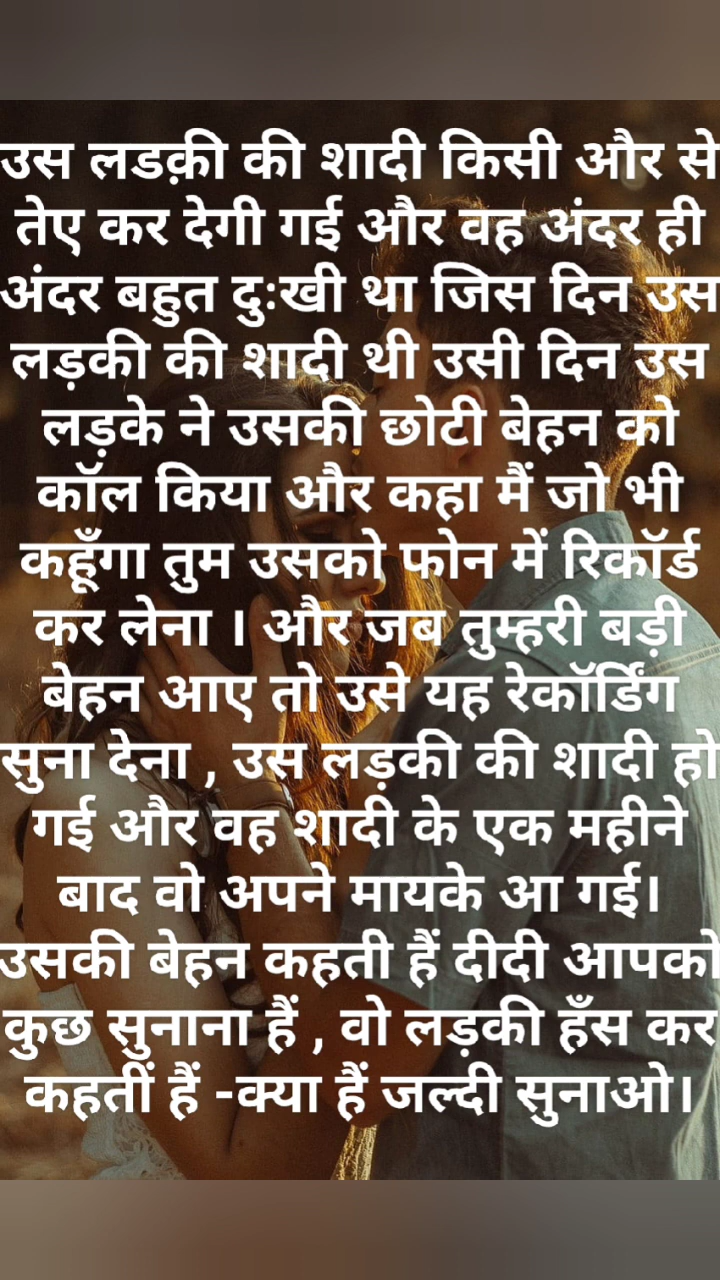 उस लडक़ी की शादी किसी और से
तेए कर देगी गई और वह अंदर ही
अंदर बहुत दुःखी था जिस दिन उस
लड़की की शादी थी उसी दिन उस
लड़के ने उसकी छोटी बेहन को
कॉल किया और कहा मैं जो भी
कहूँगा तुम उसको फोन में रिकॉर्ड
कर लेना । और जब तुम्हरी बड़ी
बेहन आए तो उसे यह रेकॉर्डिंग
सुना देना , उस लड़की की शादी हो
गई और वह शादी के एक महीने
बाद वो अपने मायके आ गई।
उसकी बेहन कहती हैं दीदी आपको
कुछ सुनाना हैं , वो लड़की हँस कर
कहतीं हैं -क्या हैं जल्दी सुनाओ।